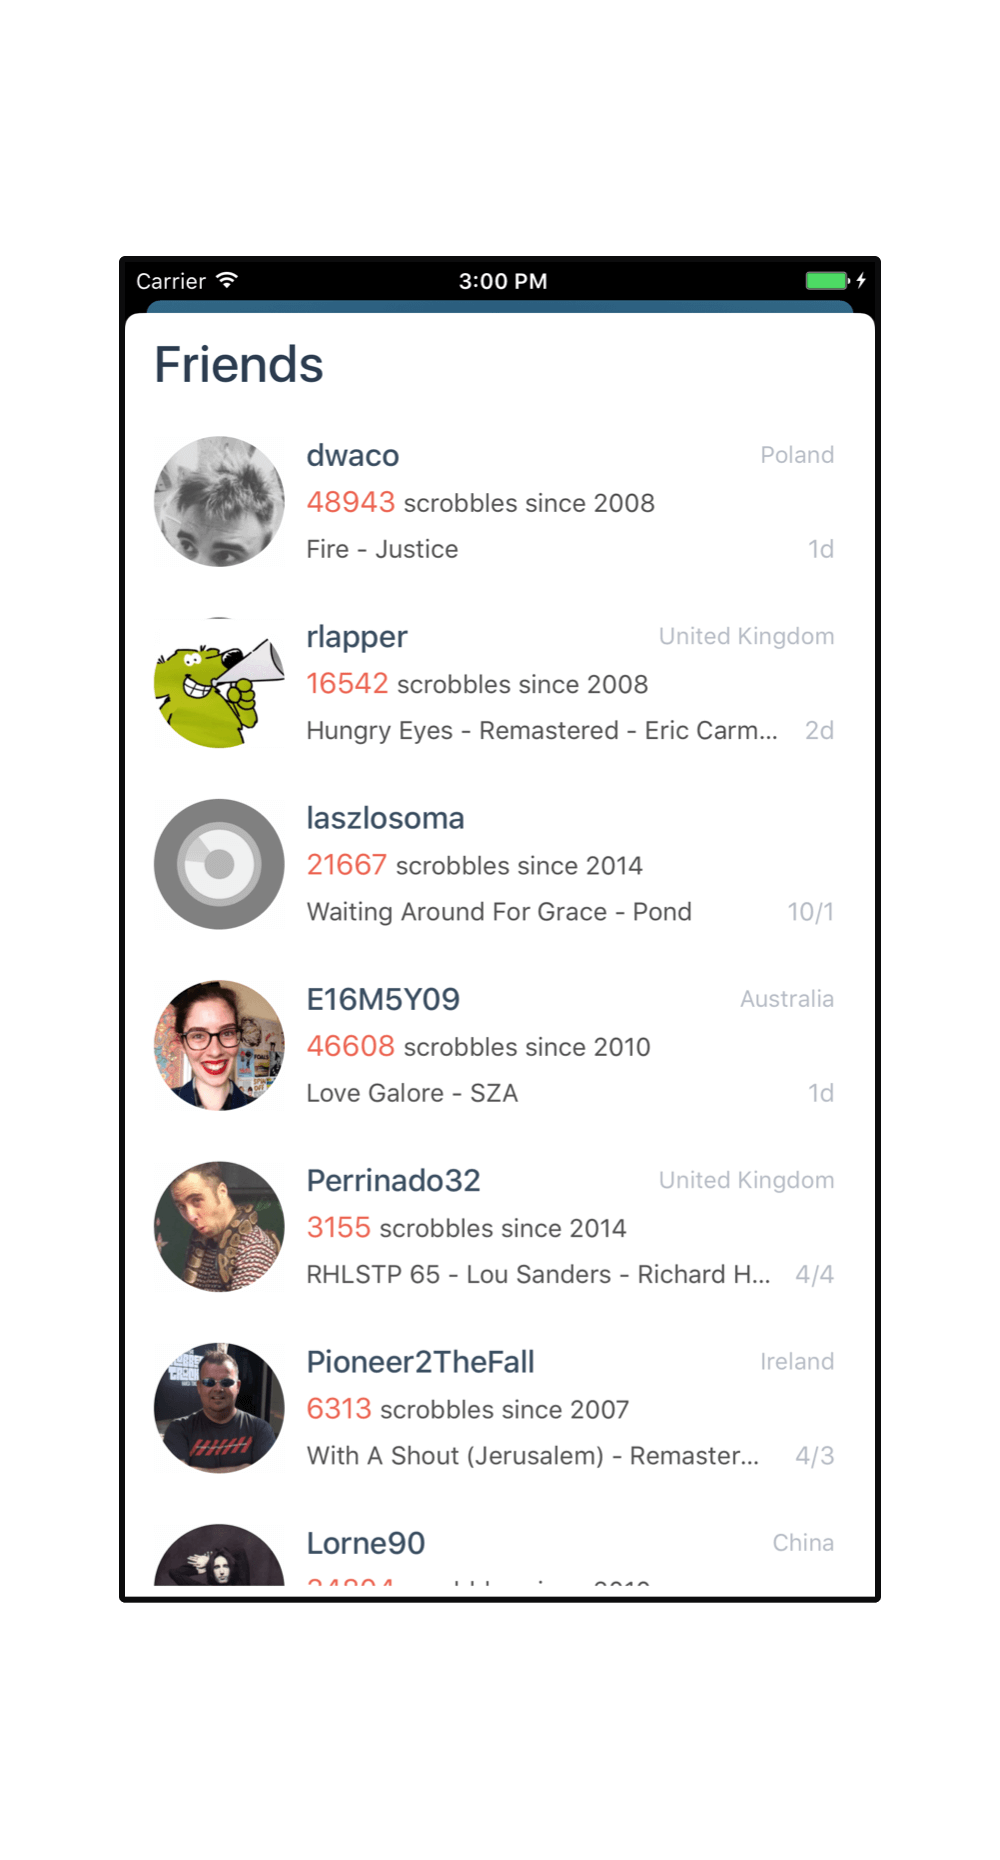 Carrier 3:00 PM
Friends
dwaco Poland
48943 scrobbles since 2008
Fire - Justice 1d
rlapper United Kingdom
16542 scrobbles since 2008
Hungry Eyes - Remastered - Eric Carm... 2d
laszlosoma
21667 scrobbles since 2014
Waiting Around For Grace - Pond 10/1
E16M5Y09 Australia
46608 scrobbles since 2010
Love Galore - SZA 1d
Perrinado32 United Kingdom
3155 scrobbles since 2014
RHLSTP 65 - Lou Sanders - Richard H... 4/4
Pioneer2TheFall Ireland
6313 scrobbles since 2007
With A Shout (Jerusalem) - Remaster... 4/3
Lorne90 China